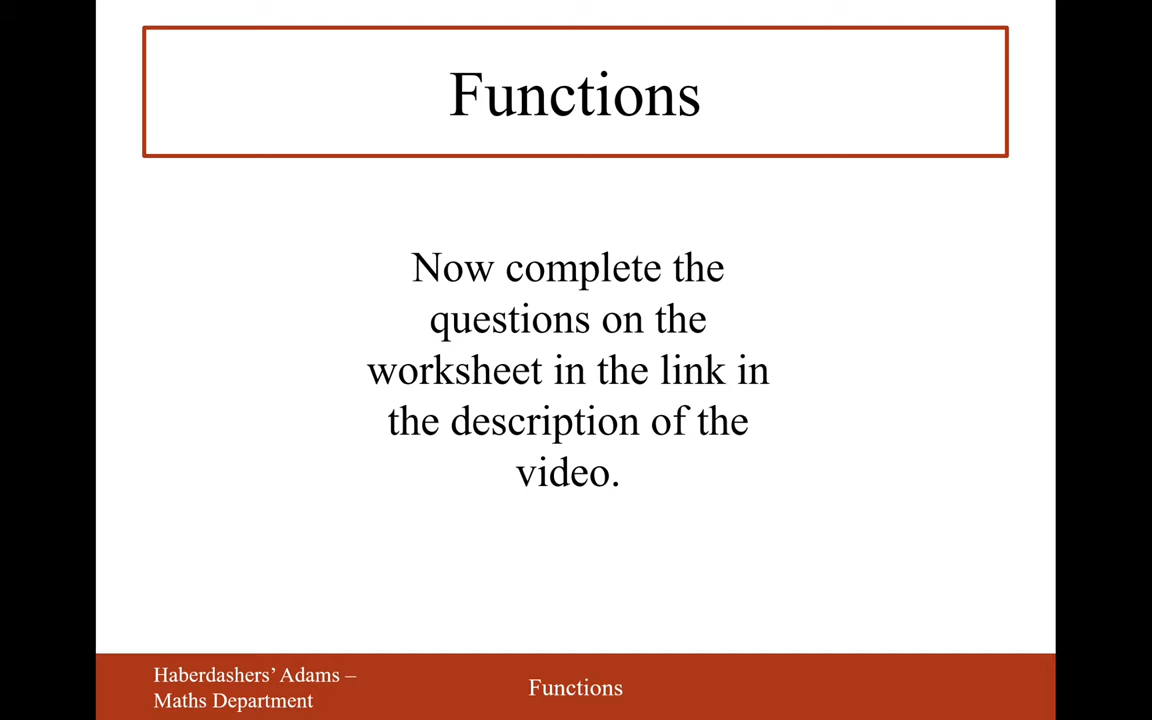 Functions
Now complete the
questions on the
worksheet in the link in
the description of the
video.
Haberdashers’ Adams –
Maths Department
Functions